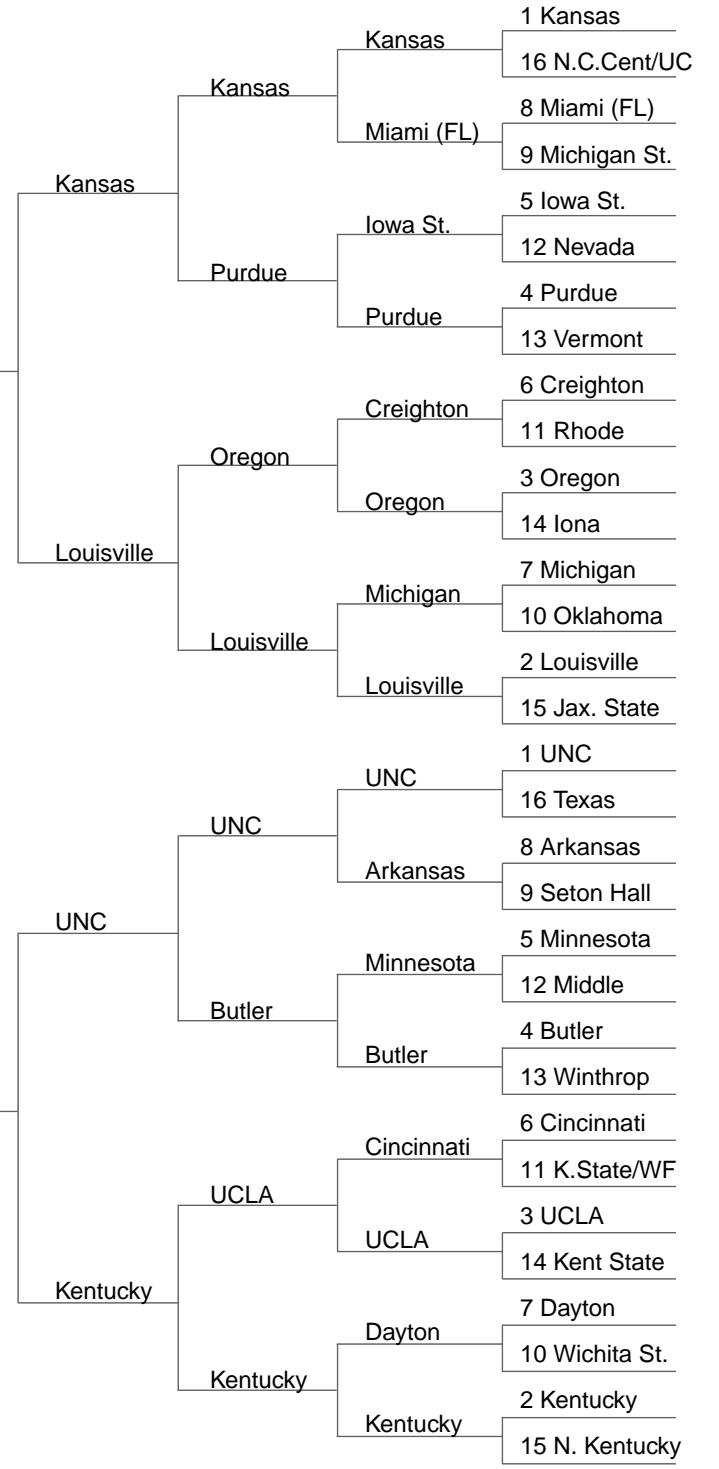 1 Kansas
Kansas
16 N.C.Cent/UC
Kansas
8 Miami (FL)
Miami (FL)
9 Michigan St.
Kansas
5 Iowa St.
Iowa St.
12 Nevada
Purdue
4 Purdue
Purdue
13 Vermont
6 Creighton
Creighton
11 Rhode
Oregon
3 Oregon
Oregon
14 Iona
Louisville
7 Michigan
Michigan
10 Oklahoma
Louisville
2 Louisville
Louisville
15 Jax. State
1 UNC
UNC
16 Texas
UNC
8 Arkansas
Arkansas
9 Seton Hall
UNC
5 Minnesota
Minnesota
12 Middle
Butler
4 Butler
Butler
13 Winthrop
6 Cincinnati
Cincinnati
11 K.State/WF
UCLA
3 UCLA
UCLA
14 Kent State
Kentucky
7 Dayton
Dayton
10 Wichita St.
Kentucky
2 Kentucky
Kentucky
15 N. Kentucky